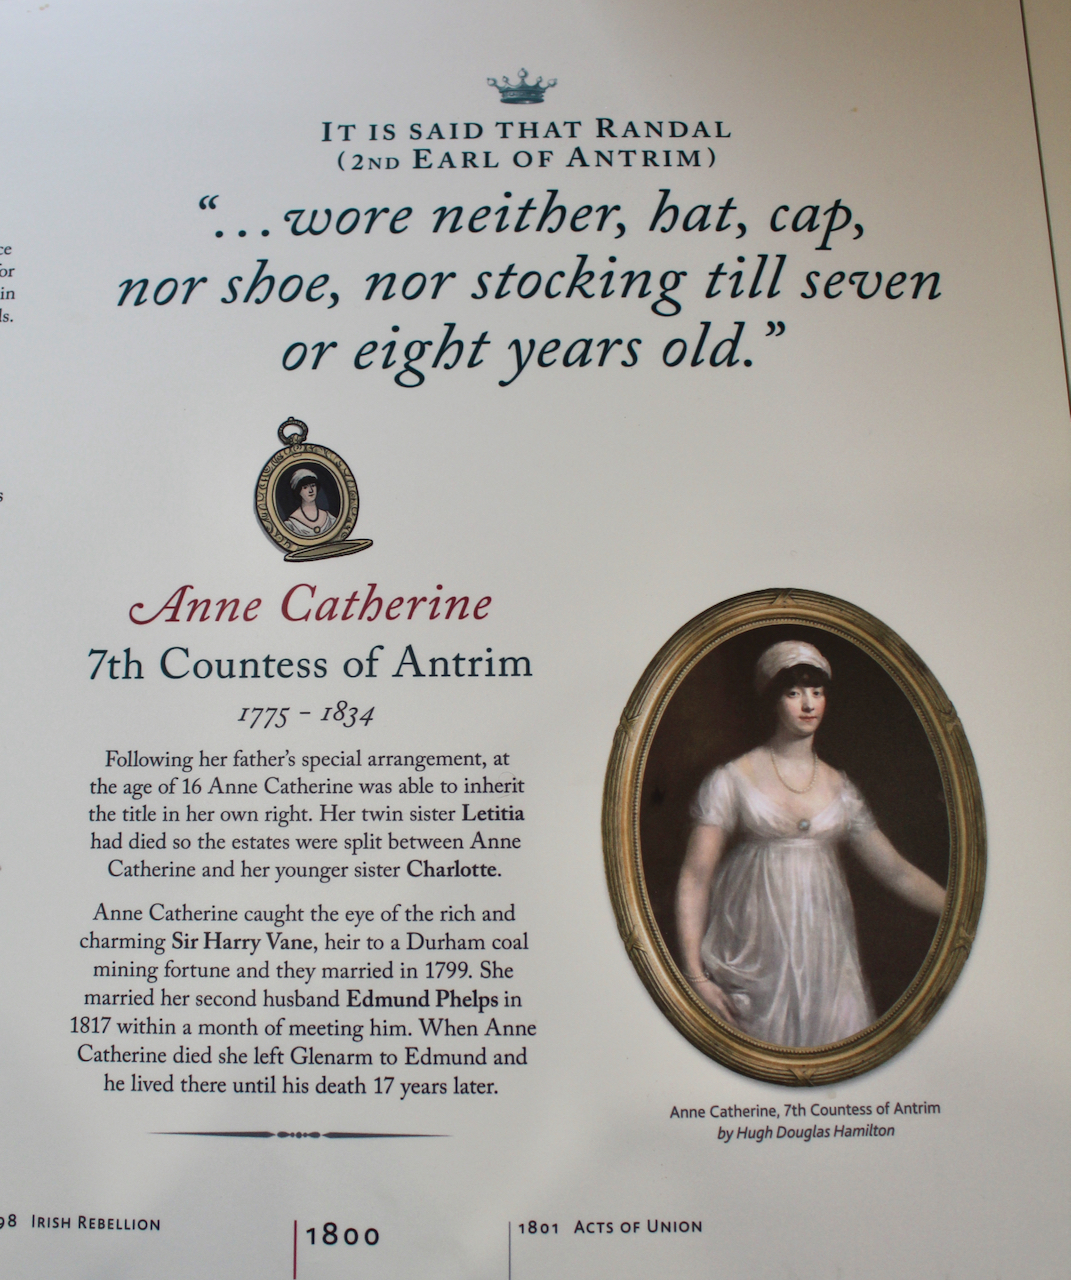 IT IS SAID THAT RANDAL
(2ND EARL OF ANTRIM)
“...wore neither, hat, cap,
nor shoe, nor stocking till seven
or eight years old.”
in
Anne Catherine
7th Countess of Antrim
1775 – 1834
Following her father’s special arrangement, at
the age of 16 Anne Catherine was able to inherit
the title in her own right. Her twin sister Letitia
had died so the estates were split between Anne
Catherine and her younger sister Charlotte.
Anne Catherine caught the eye of the rich and
charming Sir Harry Vane, heir to a Durham coal
mining fortune and they married in 1799. She
married her second husband Edmund Phelps in
1817 within a month of meeting him. When Anne
Catherine died she left Glenarm to Edmund and
he lived there until his death 17 years later.
Anne Catherine, 7th Countess of Antrim
by Hugh Douglas Hamilton
98 IRISH REBELLION
1800
1801 ACTS OF UNION